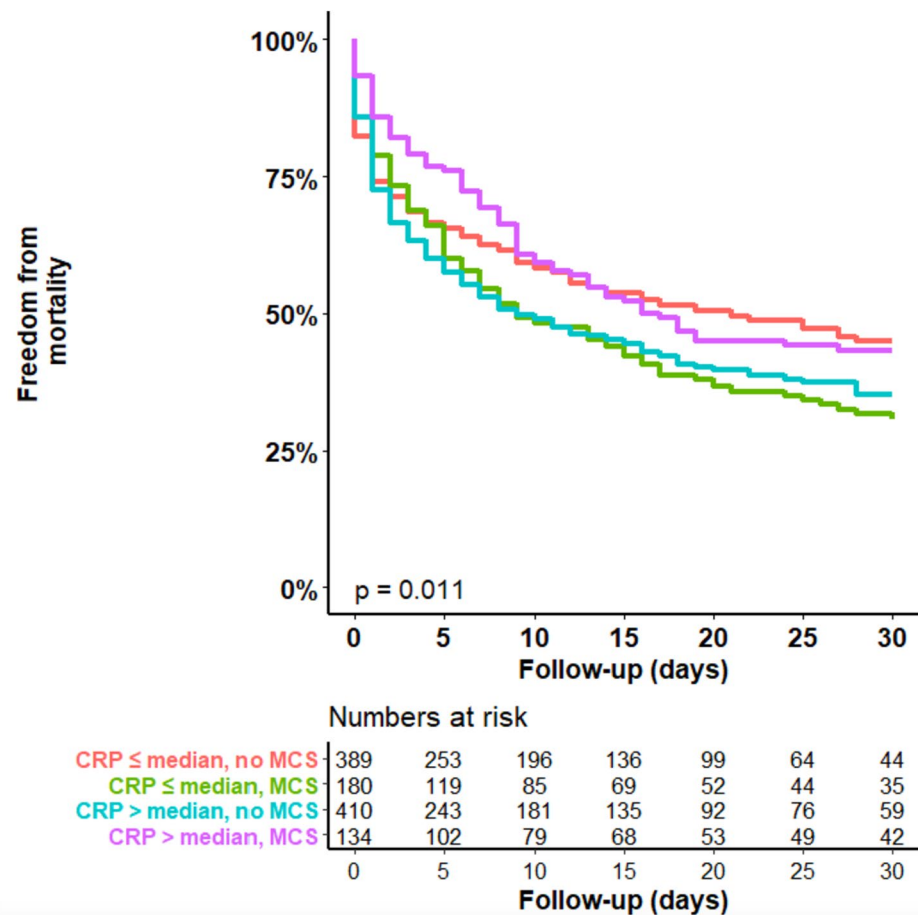 100%
75%
50%
25%
0%
Freedom from
mortality
p = 0.011
0 5 10 15 20 25 30
Follow-up (days)
Numbers at risk
CRP ≤ median, no MCS 389 253 196 136 99 64 44
CRP ≤ median, MCS 180 119 85 69 52 44 35
CRP > median, no MCS 410 243 181 135 92 76 59
CRP > median, MCS 134 102 79 68 53 49 42
0 5 10 15 20 25 30
Follow-up (days)